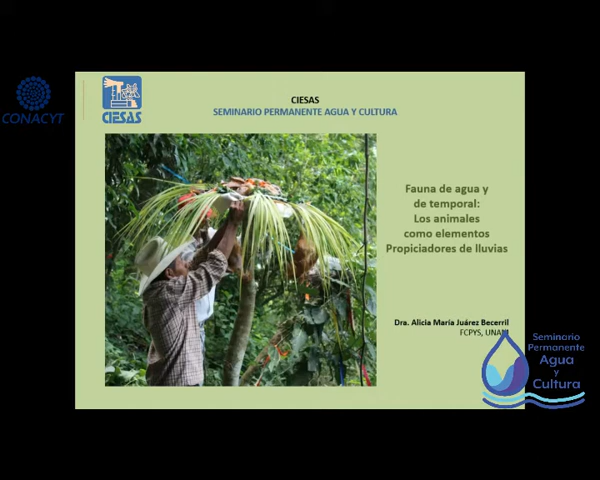 CONACYT
CIESAS
CIESAS
SEMINARIO PERMANENTE AGUA Y CULTURA
Fauna de agua y
de temporal:
Los animales
como elementos
Propiciadores de lluvias
Dra. Alicia María Juárez Becerril
FCPYS, UNAM
Seminario
Permanente
Agua
y
Cultura